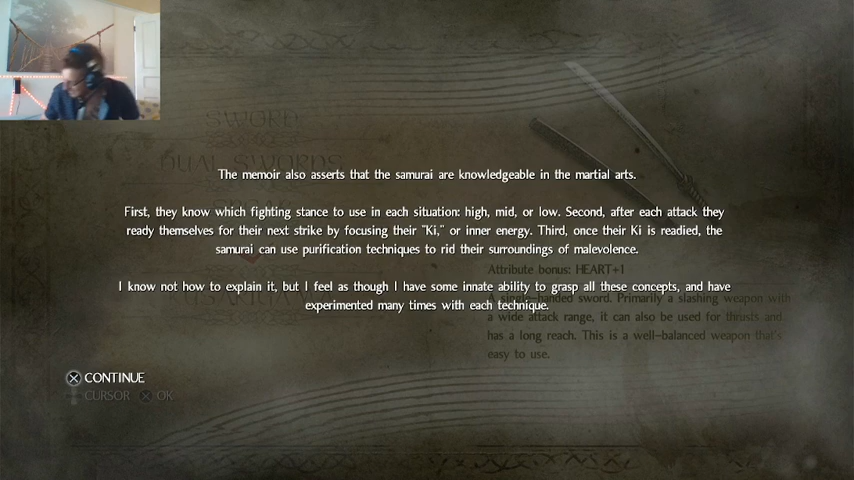 SWORD
DUAL SWORDS
The memoir also asserts that the samurai are knowledgeable in the martial arts.
First, they know which fighting stance to use in each situation: high, mid, or low. Second, after each attack they
ready themselves for their next strike by focusing their "Ki," or inner energy. Third, once their Ki is readied, the
samurai can use purification techniques to rid their surroundings of malevolence.
I know not how to explain it, but I feel as though I have some innate ability to grasp all these concepts, and have
experimented many times with each technique.
KUSARIGAMA
Attribute bonus: HEART+1
A single-handed sword. Primarily a slashing weapon with
a wide attack range, it can also be used for thrusts and
has a long reach. This is a well-balanced weapon that's
easy to use.
CONTINUE
CURSOR OK